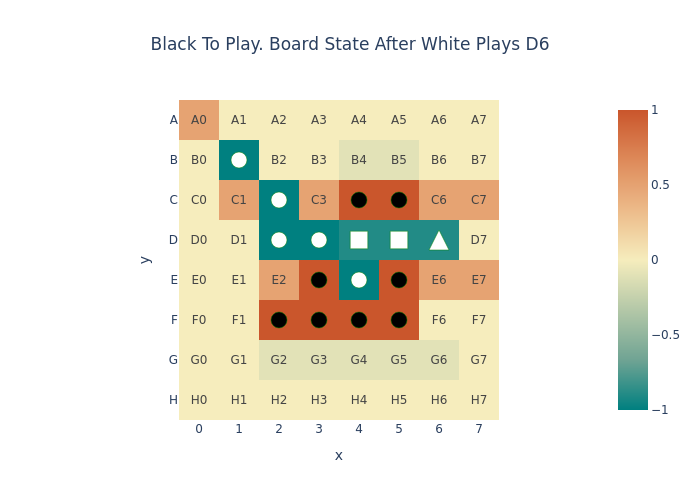 Black To Play. Board State After White Plays D6
A A0 A1 A2 A3 A4 A5 A6 A7
B B0 B2 B3 B4 B5 B6 B7
C C0 C1 C3 C6 C7
D D0 D1 D7
E E0 E1 E2 E6 E7
F F0 F1 F6 F7
G G0 G1 G2 G3 G4 G5 G6 G7
H H0 H1 H2 H3 H4 H5 H6 H7
0 1 2 3 4 5 6 7
x
y
1
0.5
0
−0.5
−1